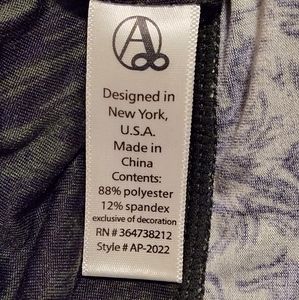 A∞
Designed in
New York,
U.S.A.
Made in
China
Contents:
88% polyester
12% spandex
exclusive of decoration
RN # 364738212
Style # AP-2022